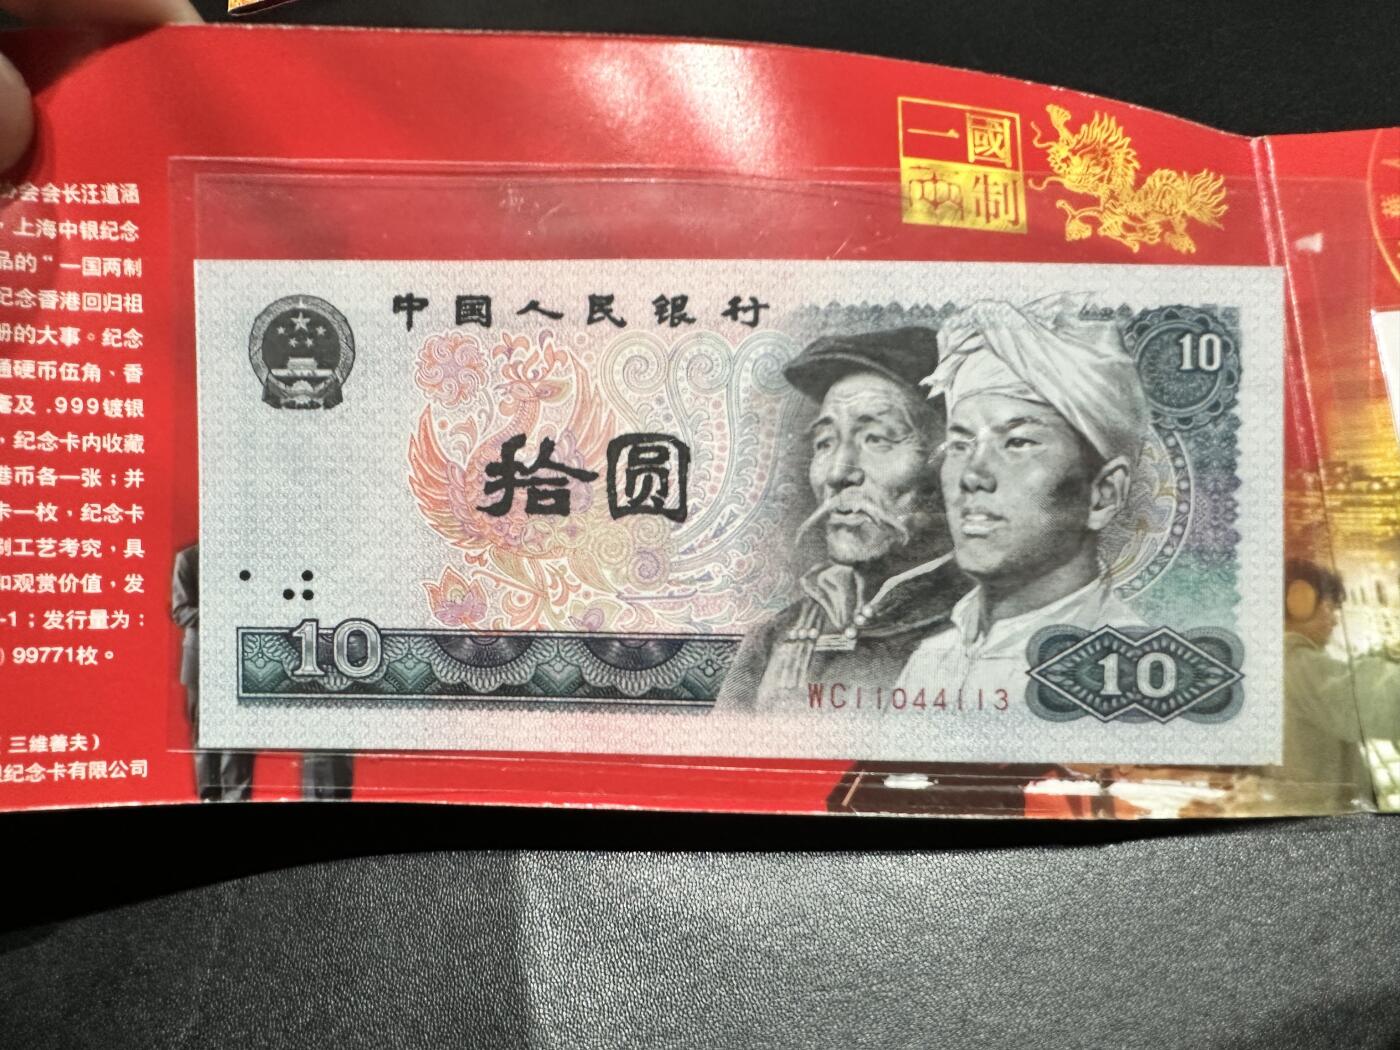 一國
兩制
办会会长汪道涵
，上海中银纪念
品的"一国两制
纪念香港回归祖
册的大事。纪念
通硬币伍角、香
毫及.999镀银
，纪念卡内收藏
港币各一张；并
卡一枚，纪念卡
刷工艺考究，具
和观赏价值，发
-1；发行量为：
）99771枚。
（三维善夫）
银纪念卡有限公司
中國人民银行
10
拾圆
10
WC11044113
10